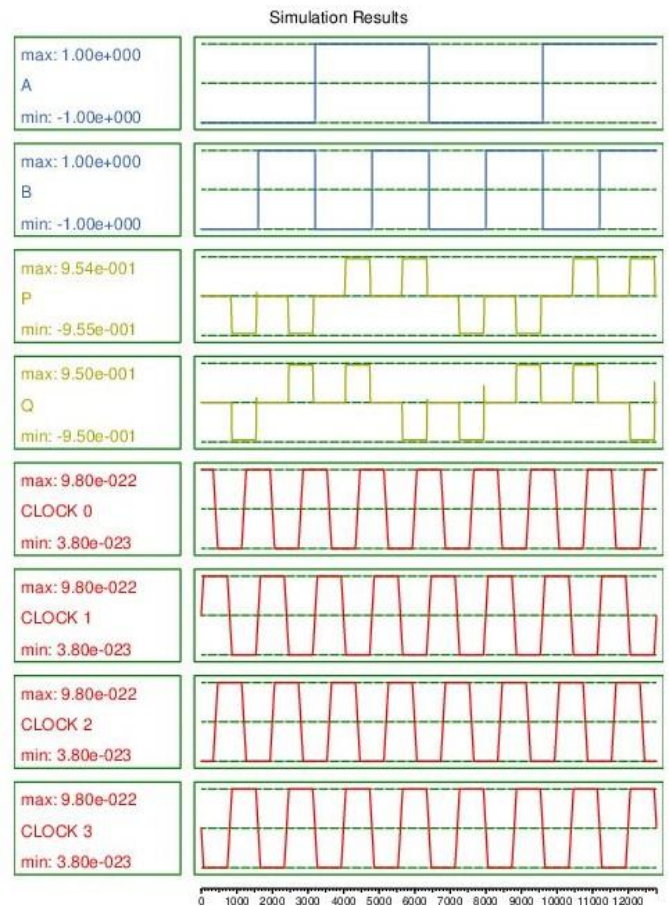 Simulation Results
max: 1.00e+000
A
min: -1.00e+000
max: 1.00e+000
B
min: -1.00e+000
max: 9.54e-001
P
min: -9.55e-001
max: 9.50e-001
Q
min: -9.50e-001
max: 9.80e-022
CLOCK 0
min: 3.80e-023
max: 9.80e-022
CLOCK 1
min: 3.80e-023
max: 9.80e-022
CLOCK 2
min: 3.80e-023
max: 9.80e-022
CLOCK 3
min: 3.80e-023
0 1000 2000 3000 4000 5000 6000 7000 8000 9000 10000 11000 12000